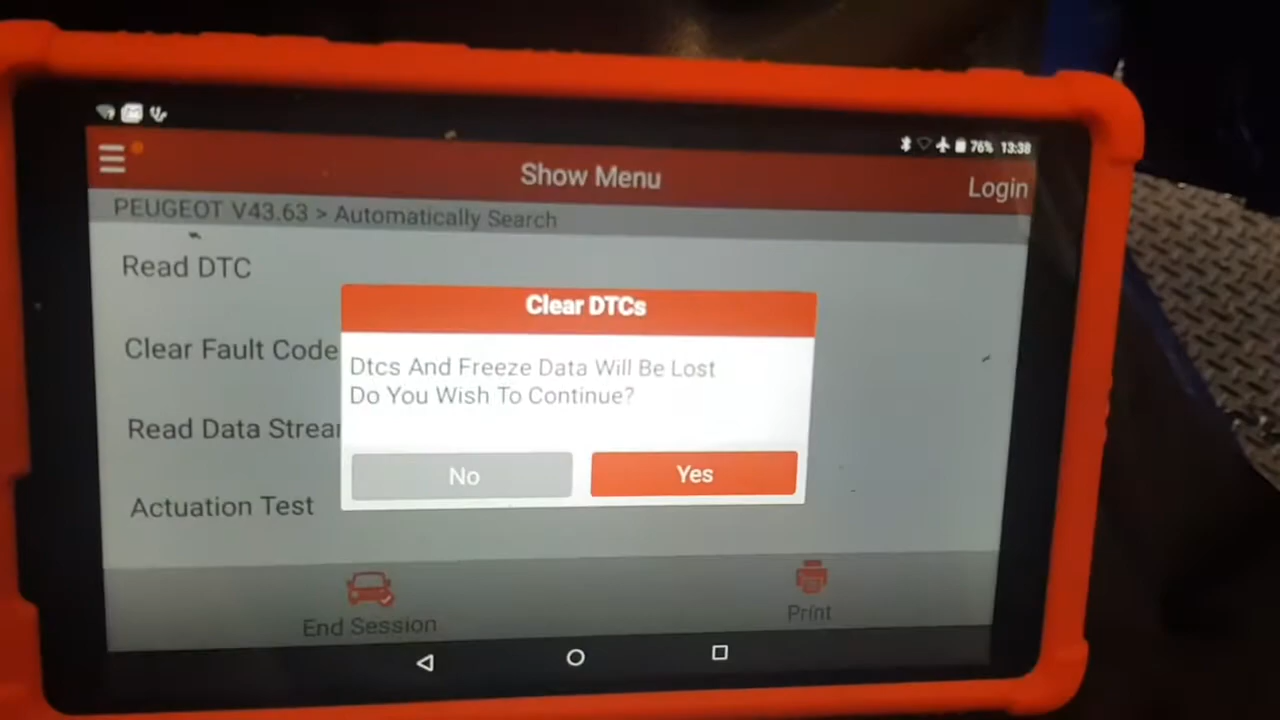 76% 13:38
Show Menu
Login
PEUGEOT V43.63 > Automatically Search
Read DTC
Clear DTCs
Clear Fault Code
Dtcs And Freeze Data Will Be Lost
Do You Wish To Continue?
Read Data Strea
No
Yes
Actuation Test
End Session
Print